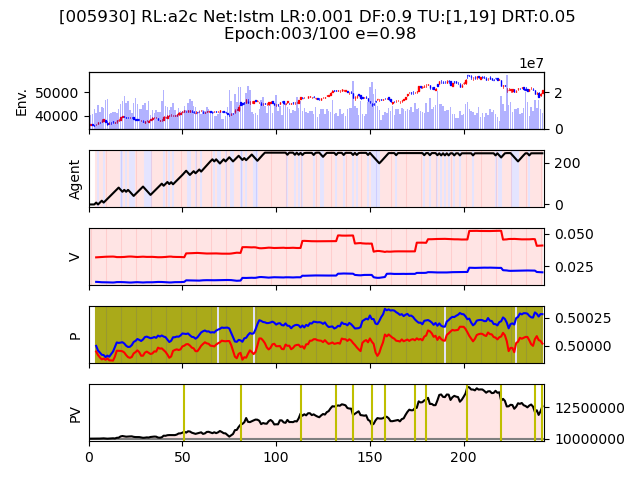 [005930] RL:a2c Net:lstm LR:0.001 DF:0.9 TU:[1,19] DRT:0.05
Epoch:003/100 e=0.98
1e7
Env.
50000
40000
2
0
Agent
200
0
V
0.050
0.025
P
0.50025
0.50000
PV
12500000
10000000
0 50 100 150 200